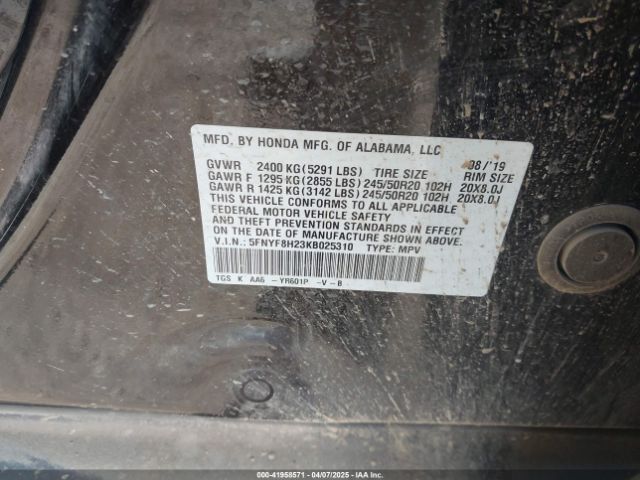 MFD. BY HONDA MFG. OF ALABAMA, LLC
GVWR 2400 KG (5291 LBS) TIRE SIZE 08/'19 RIM SIZE
GAWR F 1295 KG (2855 LBS) 245/50R20 102H 20X8.0J
GAWR R 1425 KG (3142 LBS) 245/50R20 102H 20X8.0J
THIS VEHICLE CONFORMS TO ALL APPLICABLE
FEDERAL MOTOR VEHICLE SAFETY
AND THEFT PREVENTION STANDARDS IN EFFECT ON
THE DATE OF MANUFACTURE SHOWN ABOVE.
V.I.N.: 5FNYF8H23KB025310 TYPE: MPV
TGS K AA6 - YR601P -V-B
000-41958571 - 04/07/2025 - IAAI.COM